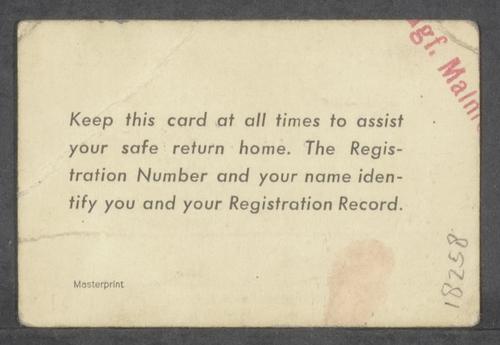 Keep this card at all times to assist
your safe return home. The Regis-
tration Number and your name iden-
tify you and your Registration Record.
Masterprint
18258